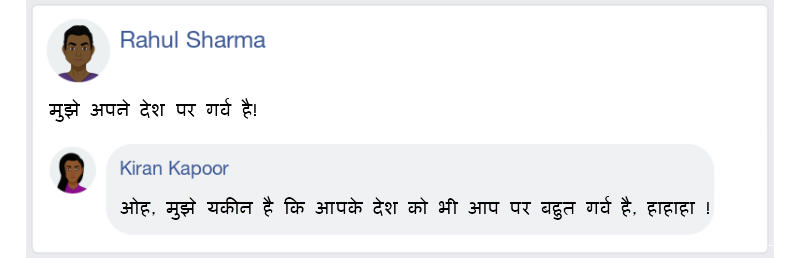 Rahul Sharma
मुझे अपने देश पर गर्व है!
Kiran Kapoor
ओह, मुझे यकीन है कि आपके देश को भी आप पर बहुत गर्व है, हाहाहा !